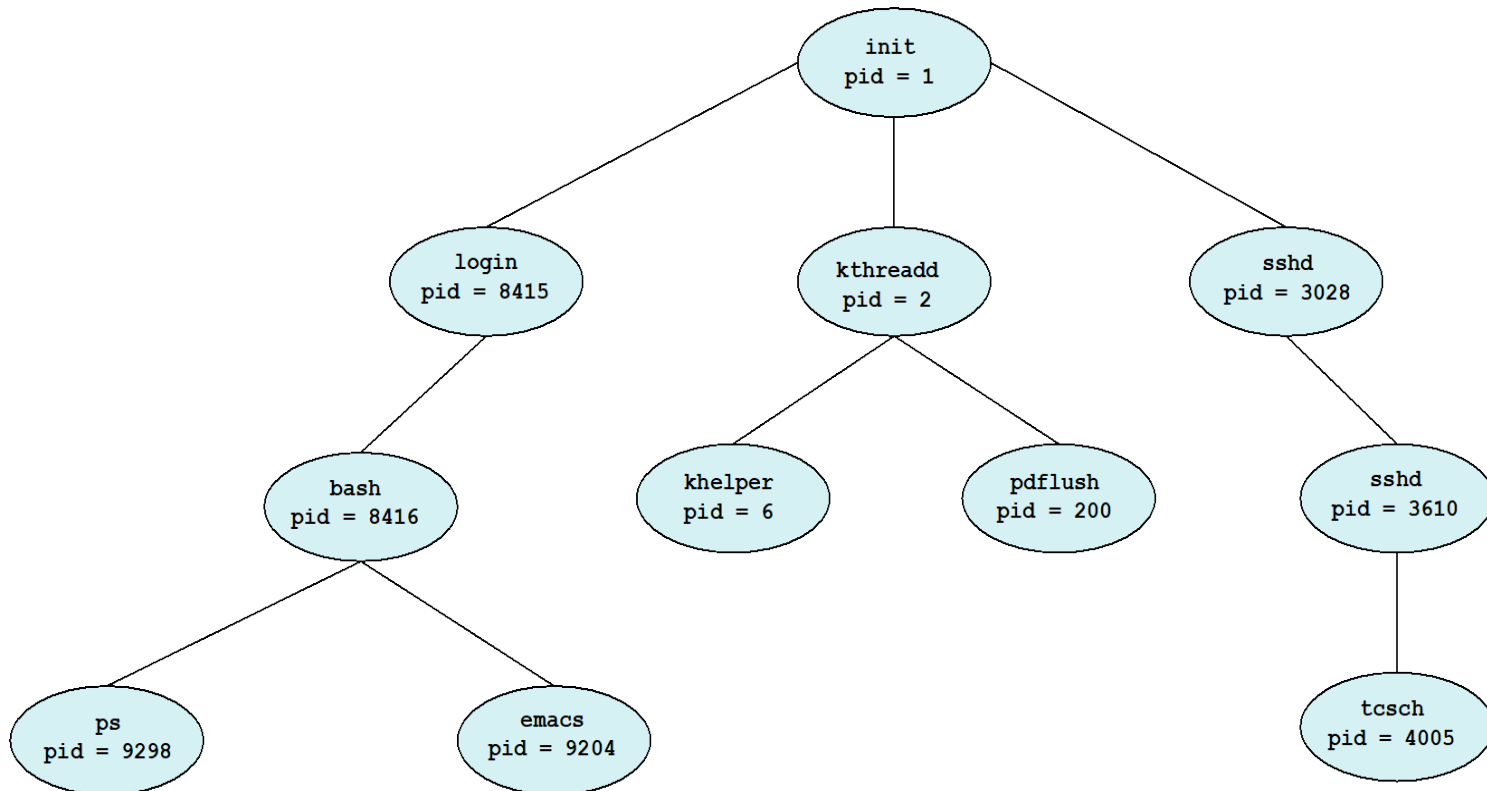 init
pid = 1
login
pid = 8415
kthreadd
pid = 2
sshd
pid = 3028
bash
pid = 8416
khelper
pid = 6
pdflush
pid = 200
sshd
pid = 3610
ps
pid = 9298
emacs
pid = 9204
tcsch
pid = 4005